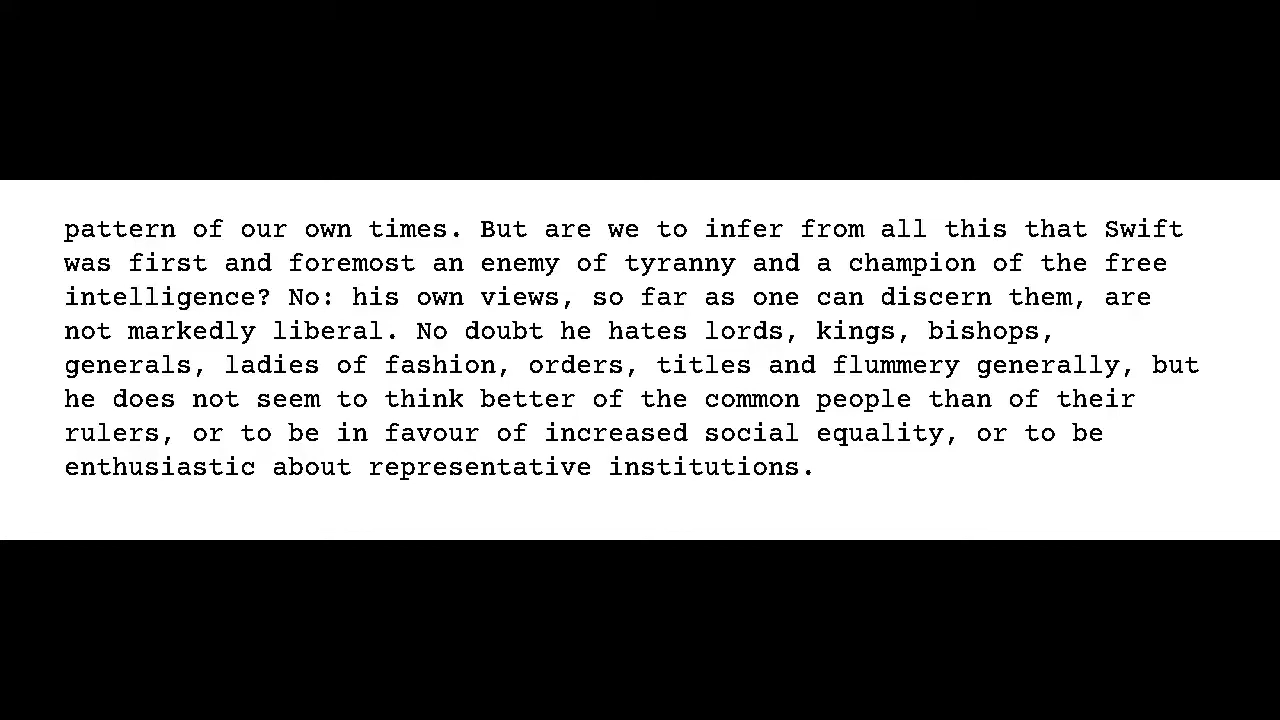 pattern of our own times. But are we to infer from all this that Swift
was first and foremost an enemy of tyranny and a champion of the free
intelligence? No: his own views, so far as one can discern them, are
not markedly liberal. No doubt he hates lords, kings, bishops,
generals, ladies of fashion, orders, titles and flummery generally, but
he does not seem to think better of the common people than of their
rulers, or to be in favour of increased social equality, or to be
enthusiastic about representative institutions.